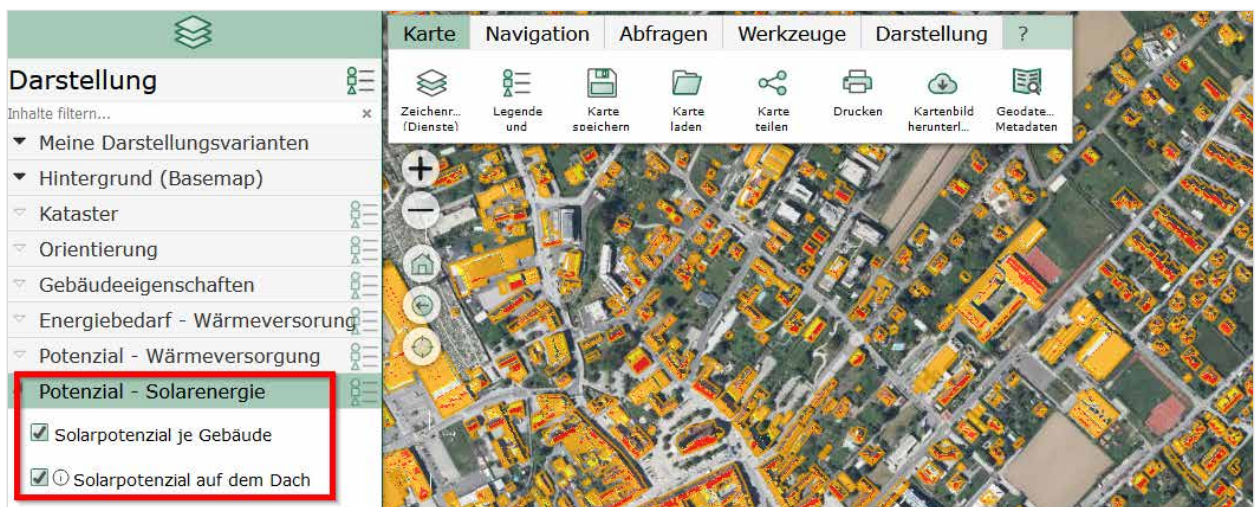 Darstellung
Inhalte filtern... ×
Meine Darstellungsvarianten
Hintergrund (Basemap)
Kataster
Orientierung
Gebäudeeigenschaften
Energiebedarf - Wärmeversorung
Potenzial - Wärmeversorgung
Potenzial - Solarenergie
Solarpotenzial je Gebäude
Solarpotenzial auf dem Dach
Karte Navigation Abfragen Werkzeuge Darstellung ?
Zeichenr... Legende Karte Karte Karte Drucken Kartenbild Geodate...
(Dienste) und speichern laden teilen herunterl... Metadaten